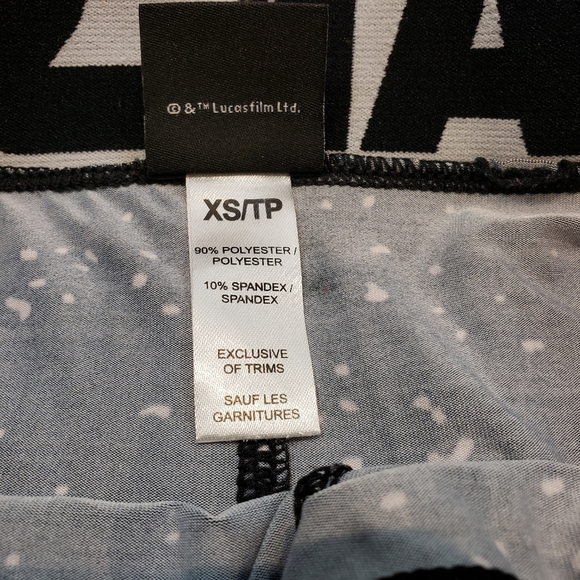 © &™ Lucasfilm Ltd.
XS/TP
90% POLYESTER /
POLYESTER
10% SPANDEX /
SPANDEX
EXCLUSIVE
OF TRIMS
SAUF LES
GARNITURES